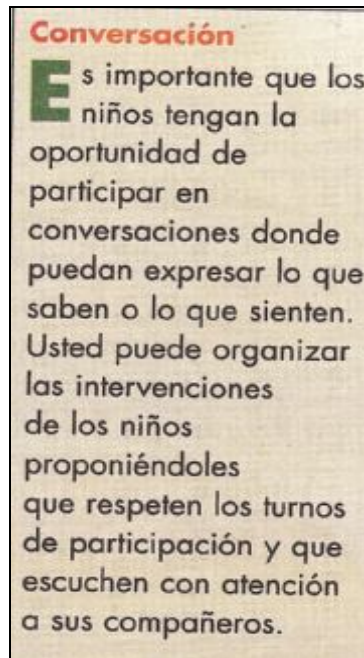 Conversación
Es importante que los
niños tengan la
oportunidad de
participar en
conversaciones donde
puedan expresar lo que
saben o lo que sienten.
Usted puede organizar
las intervenciones
de los niños
proponiéndoles
que respeten los turnos
de participación y que
escuchen con atención
a sus compañeros.